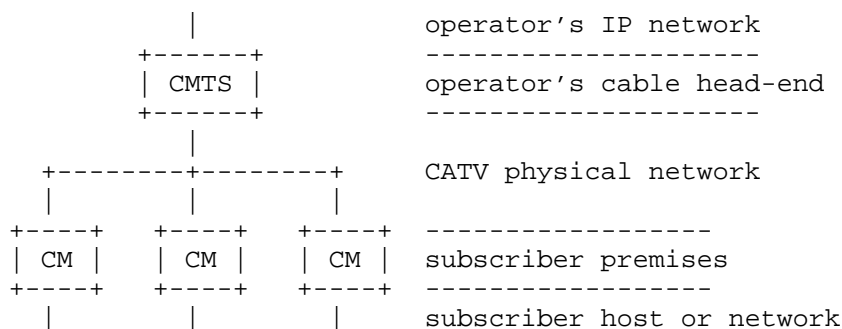 |              operator's IP network
      +------+          ---------------------
      | CMTS |          operator's cable head-end
      +------+          ---------------------
         |
 +--------+--------+    CATV physical network
 |        |        |
+----+  +----+  +----+  ------------------
| CM |  | CM |  | CM |  subscriber premises
+----+  +----+  +----+  ------------------
  |       |        |    subscriber host or network